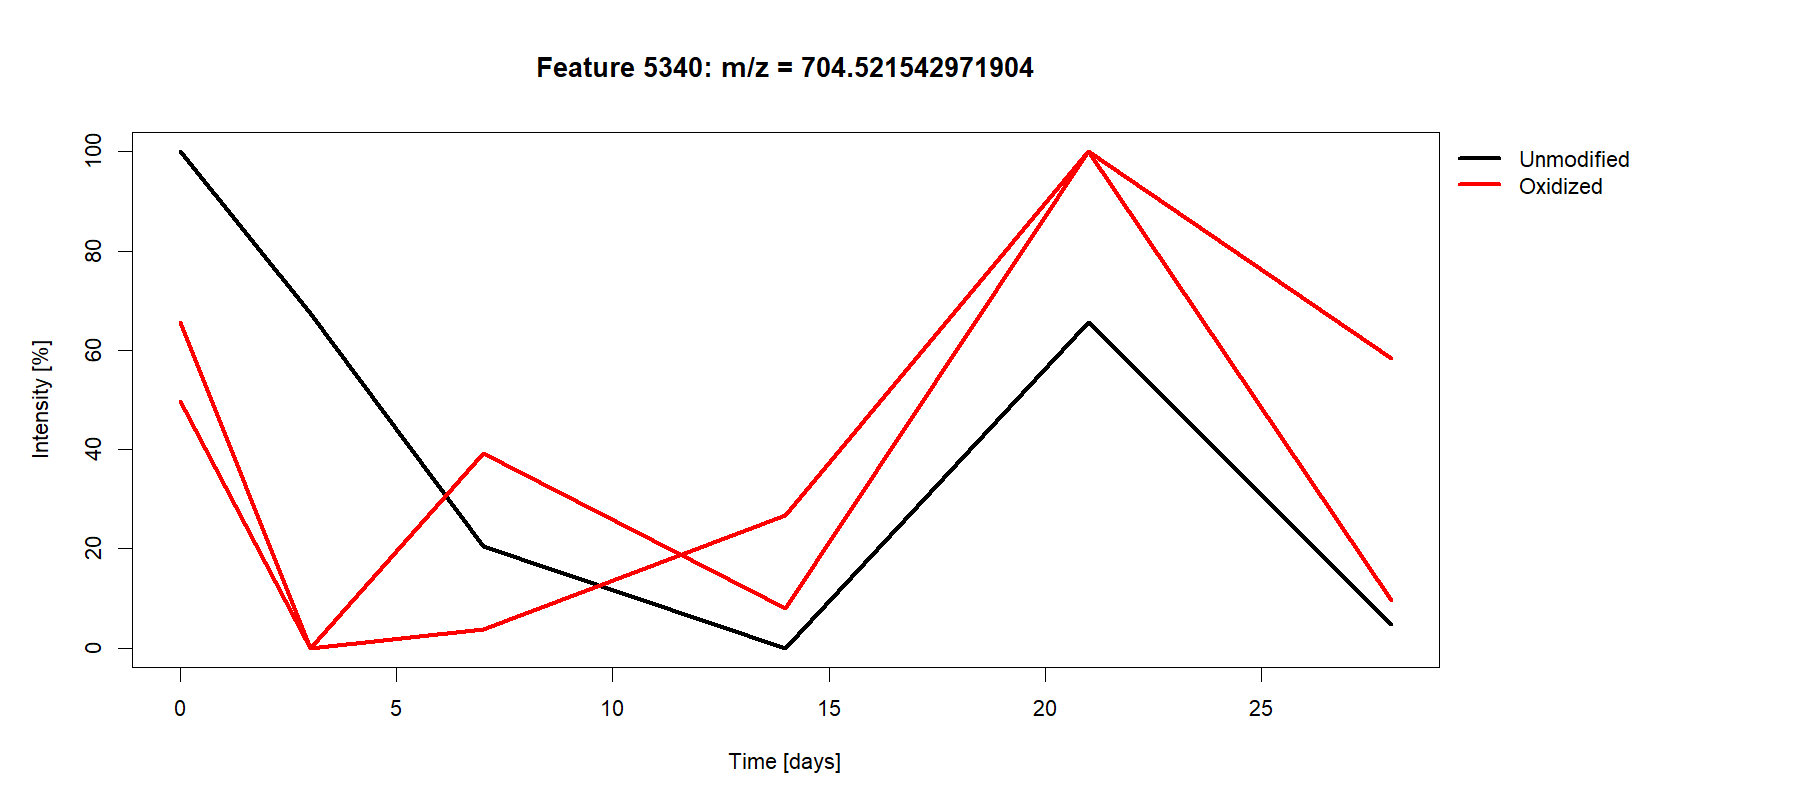 Feature 5340: m/z = 704.521542971904
Unmodified
Oxidized
Intensity [%]
100
80
60
40
20
0
0 5 10 15 20 25
Time [days]